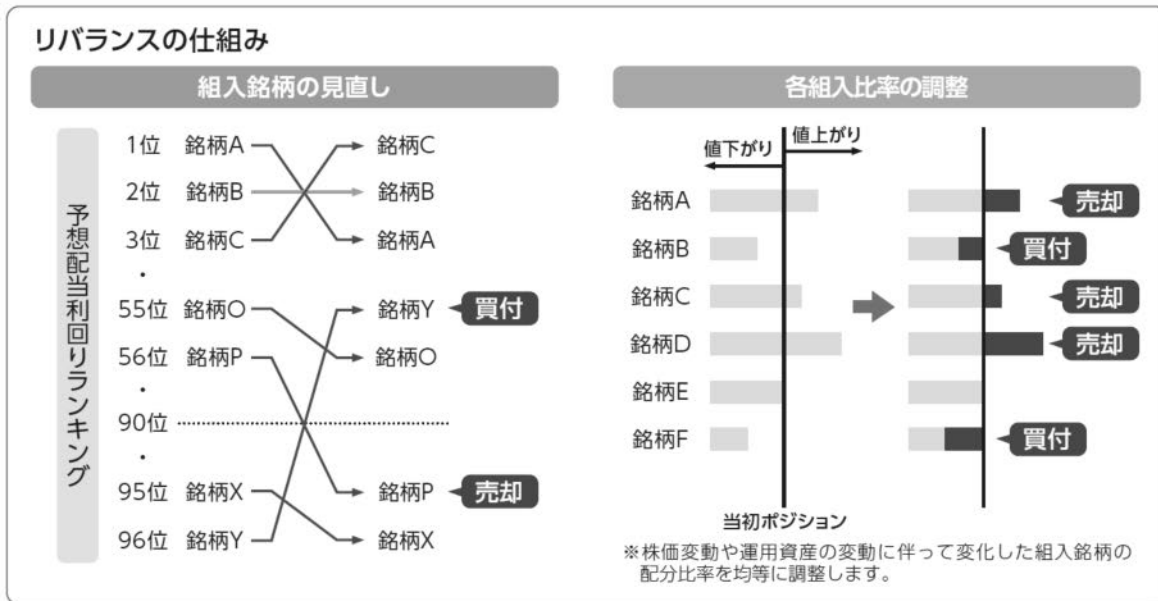 リバランスの仕組み
組入銘柄の見直し
予想配当利回りランキング
1位 銘柄A 銘柄C
2位 銘柄B 銘柄B
3位 銘柄C 銘柄A
・
55位 銘柄O 銘柄Y 買付
56位 銘柄P 銘柄O
・
90位
・
95位 銘柄X 銘柄P 売却
96位 銘柄Y 銘柄X
各組入比率の調整
値下がり 値上がり
銘柄A 売却
銘柄B 買付
銘柄C 売却
銘柄D 売却
銘柄E
銘柄F 買付
当初ポジション
※株価変動や運用資産の変動に伴って変化した組入銘柄の
配分比率を均等に調整します。